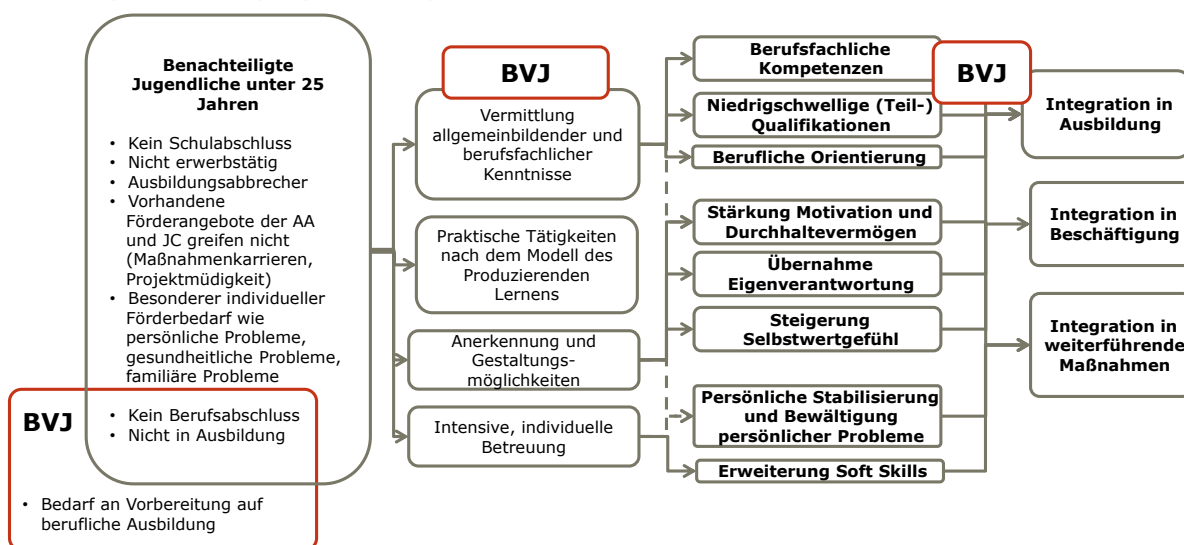 Benachteiligte
Jugendliche unter 25
Jahren
• Kein Schulabschluss
• Nicht erwerbstätig
• Ausbildungsabbrecher
• Vorhandene
Förderangebote der AA
und JC greifen nicht
(Maßnahmenkarrieren,
Projektmüdigkeit)
• Besonderer individueller
Förderbedarf wie
persönliche Probleme,
gesundheitliche Probleme,
familiäre Probleme
BVJ
• Kein Berufsabschluss
• Nicht in Ausbildung
• Bedarf an Vorbereitung auf
berufliche Ausbildung
BVJ
Vermittlung
allgemeinbildender und
berufsfachlicher
Kenntnisse
Praktische Tätigkeiten
nach dem Modell des
Produzierenden
Lernens
Anerkennung und
Gestaltungs-
möglichkeiten
Intensive, individuelle
Betreuung
Berufsfachliche
Kompetenzen
Niedrigschwellige (Teil-)
Qualifikationen
Berufliche Orientierung
Stärkung Motivation und
Durchhaltevermögen
Übernahme
Eigenverantwortung
Steigerung
Selbstwertgefühl
Persönliche Stabilisierung
und Bewältigung
persönlicher Probleme
Erweiterung Soft Skills
BVJ
Integration in
Ausbildung
Integration in
Beschäftigung
Integration in
weiterführende
Maßnahmen